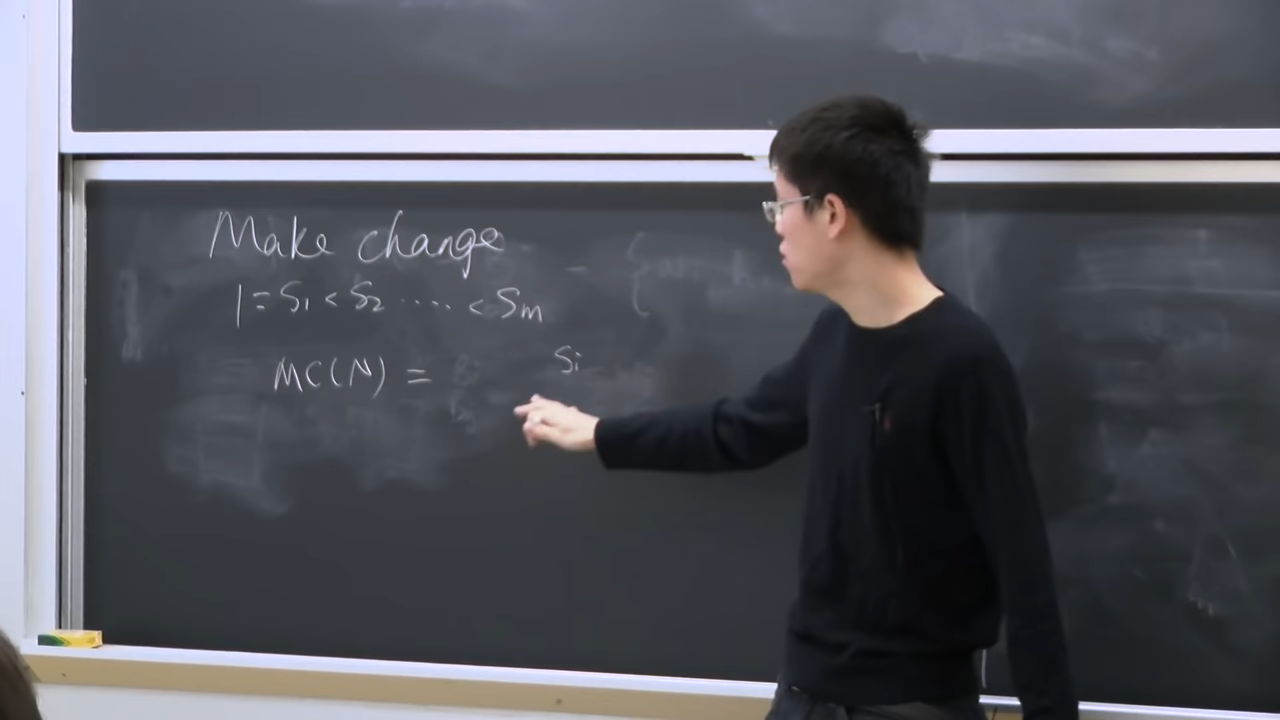 Make change
1 = S1 < S2 ..... < Sm
MC(N) = Si